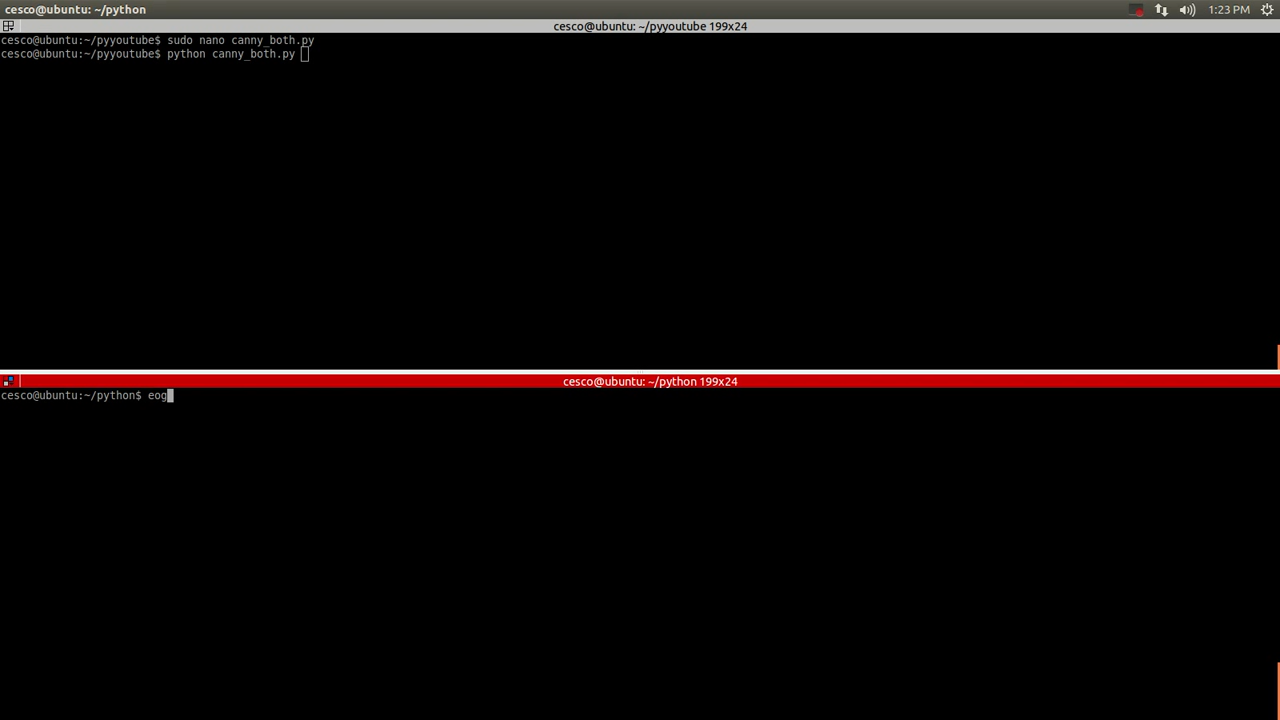 cesco@ubuntu: ~/python
1:23 PM
cesco@ubuntu: ~/pyyoutube 199x24
cesco@ubuntu:~/pyyoutube$ sudo nano canny_both.py
cesco@ubuntu:~/pyyoutube$ python canny_both.py
cesco@ubuntu: ~/python 199x24
cesco@ubuntu:~/python$ eog